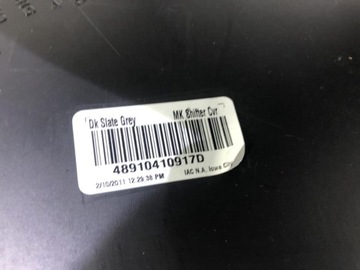 Dk Slate Grey MK Shifter Cvr
48910410917D
2/10/2011 12:29:38 PM IAC N.A., Iowa City